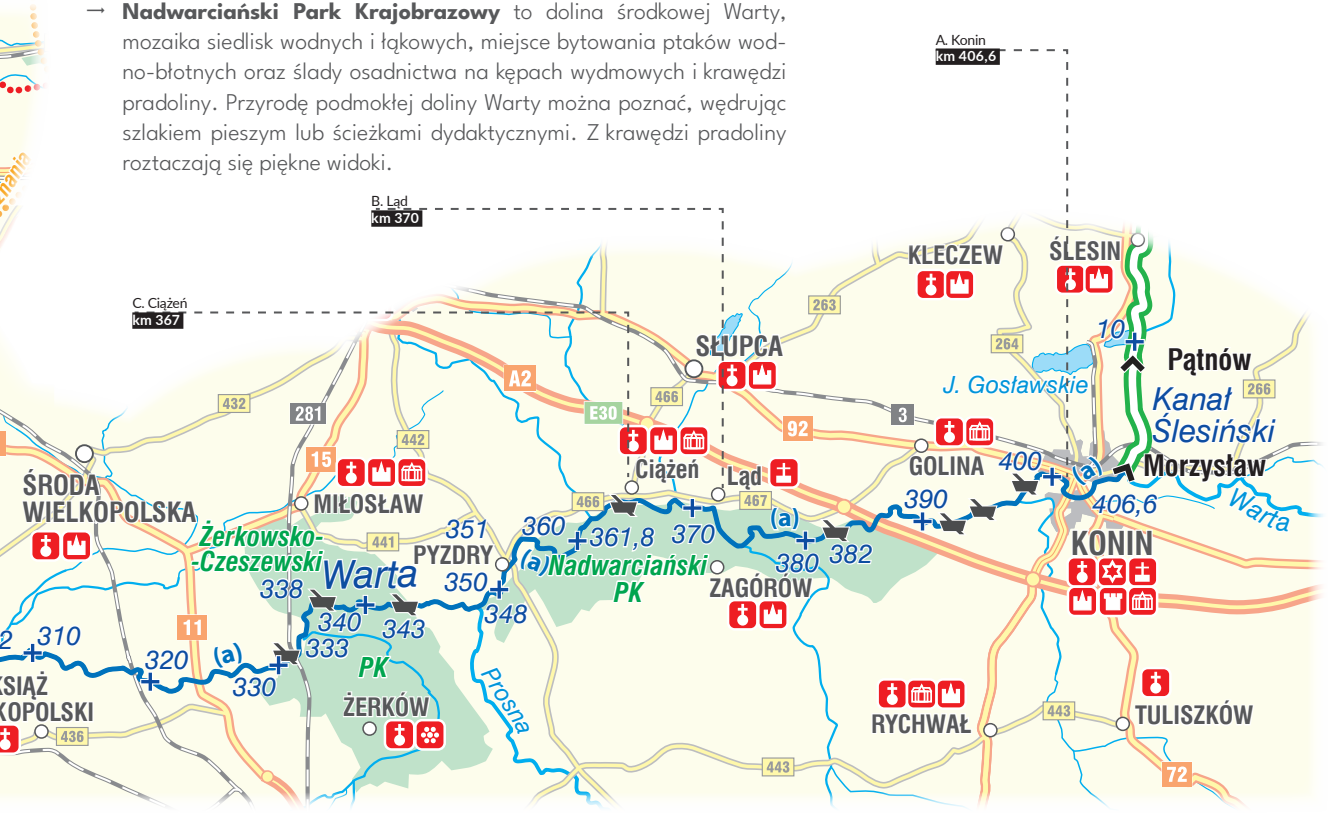 → Nadwarciański Park Krajobrazowy to dolina środkowej Warty,
mozaika siedlisk wodnych i łąkowych, miejsce bytowania ptaków wod-
no-błotnych oraz ślady osadnictwa na kępach wydmowych i krawędzi
pradoliny. Przyrodę podmokłej doliny Warty można poznać, wędrując
szlakiem pieszym lub ścieżkami dydaktycznymi. Z krawędzi pradoliny
roztaczają się piękne widoki.
A. Konin
km 406,6
B. Ląd
km 370
C. Ciążeń
km 367
KLECZEW
ŚLESIN
263
264
10
Pątnów
J. Gosławskie
266
Kanał
Ślesiński
SŁUPCA
A2
466
E30
92
3
432
281
442
15
Ciążeń
Ląd
GOLINA
400
(a)
Morzysław
406,6
Warta
ŚRODA
WIELKOPOLSKA
MIŁOSŁAW
466
467
390
Żerkowsko-
-Czeszewski
441
351
360
361,8
370
(a)
380
382
KONIN
PYZDRY
(a)
Nadwarciański
PK
Warta
338
350
348
ZAGÓRÓW
340
343
333
11
310
320
(a)
330
PK
Prosna
KSIĄŻ
KOPOLSKI
436
ŻERKÓW
RYCHWAŁ
443
TULISZKÓW
443
72